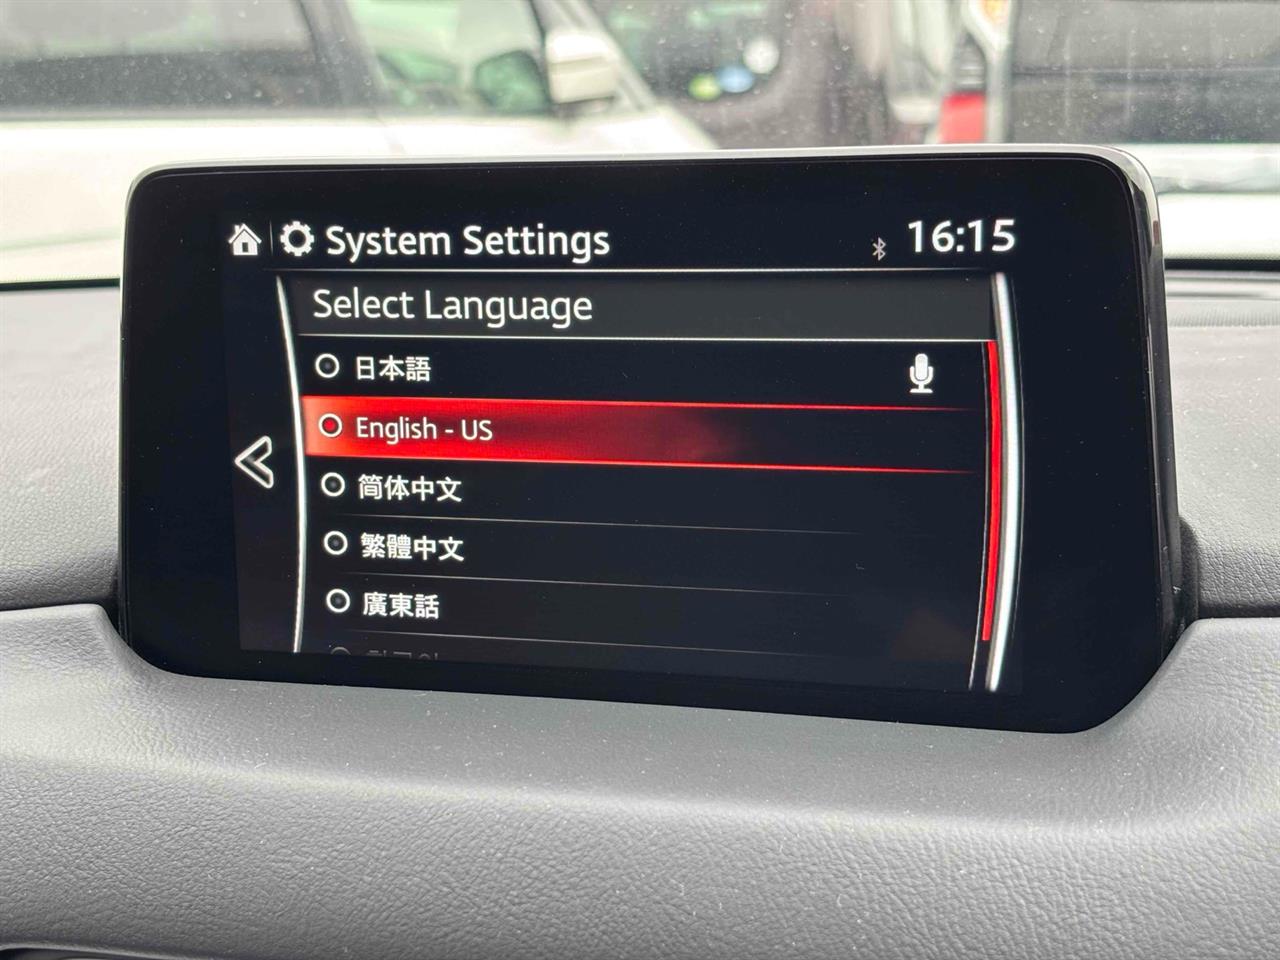 System Settings
16:15
Select Language
日本語
English - US
简体中文
繁體中文
廣東話